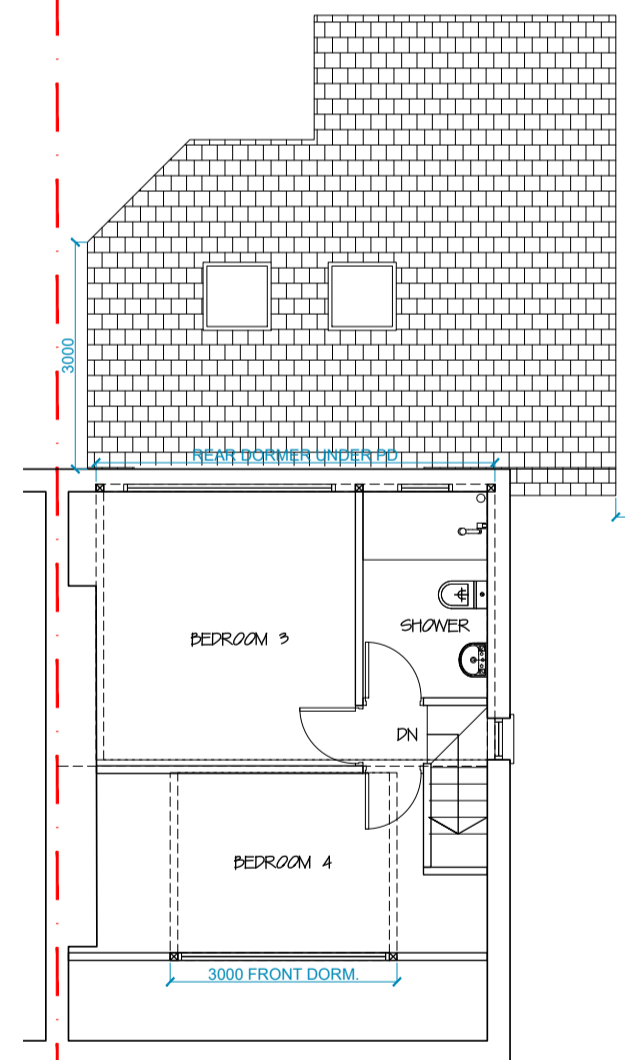 3000
REAR DORMER UNDER PD
BEDROOM 3
SHOWER
DN
BEDROOM 4
3000 FRONT DORM.